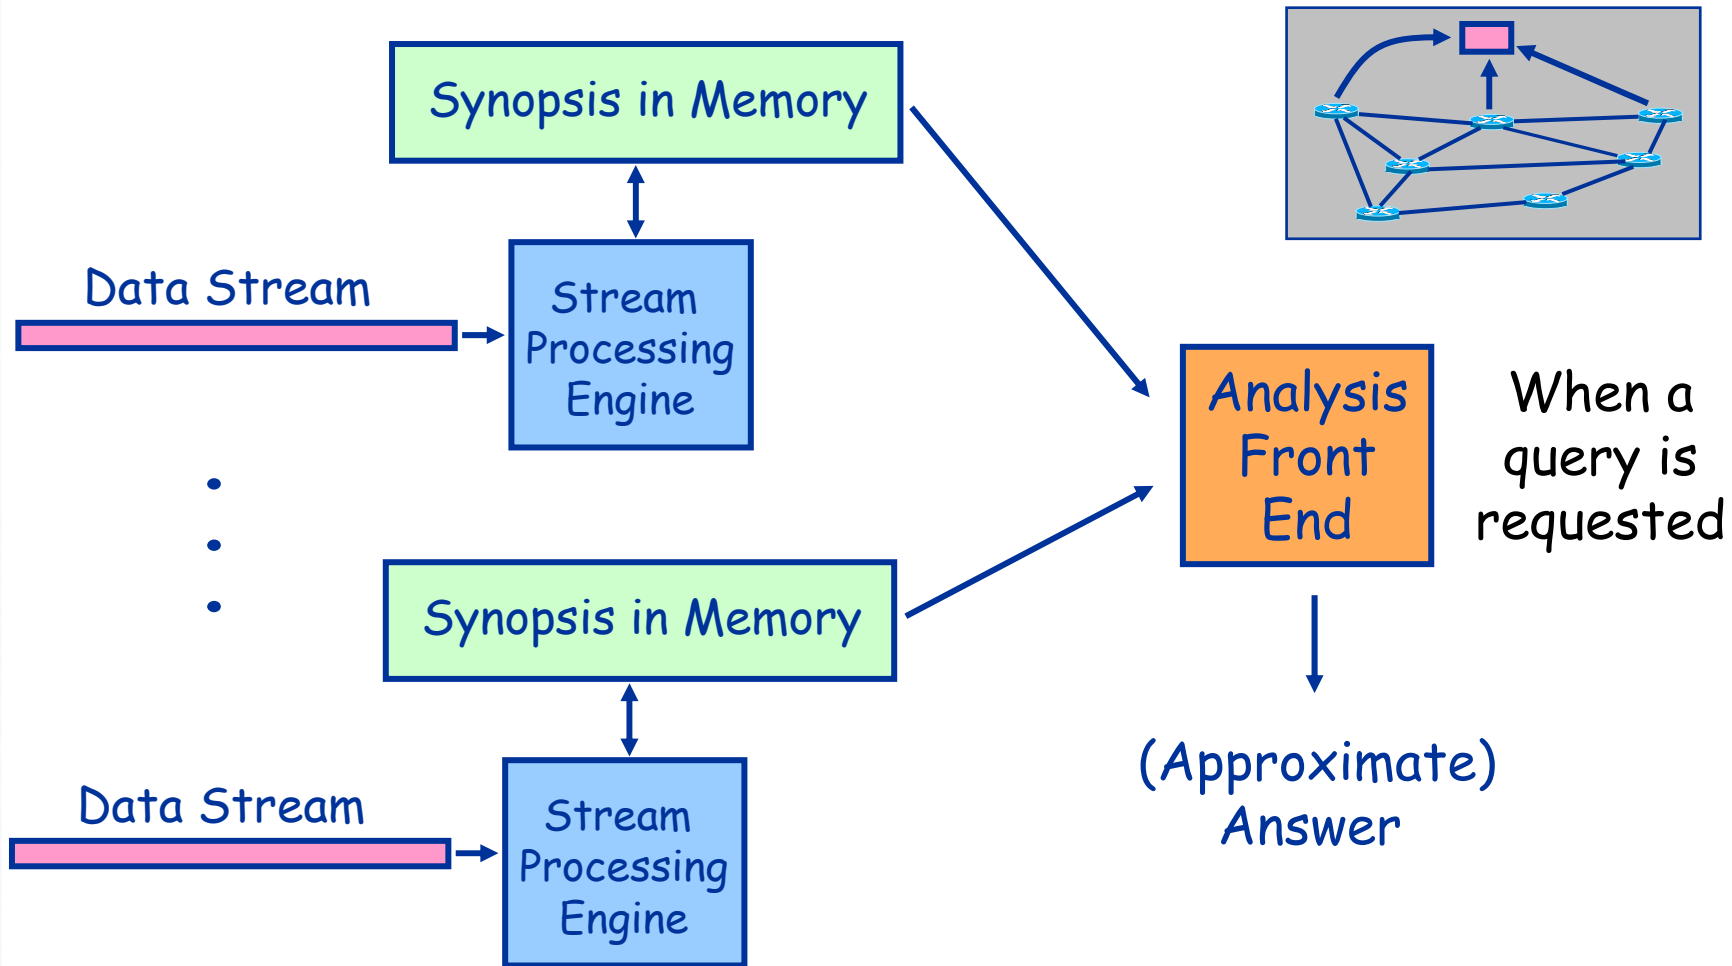 Synopsis in Memory
Data Stream
Stream
Processing
Engine
Analysis
Front
End
When a
query is
requested
Synopsis in Memory
(Approximate)
Answer
Data Stream
Stream
Processing
Engine